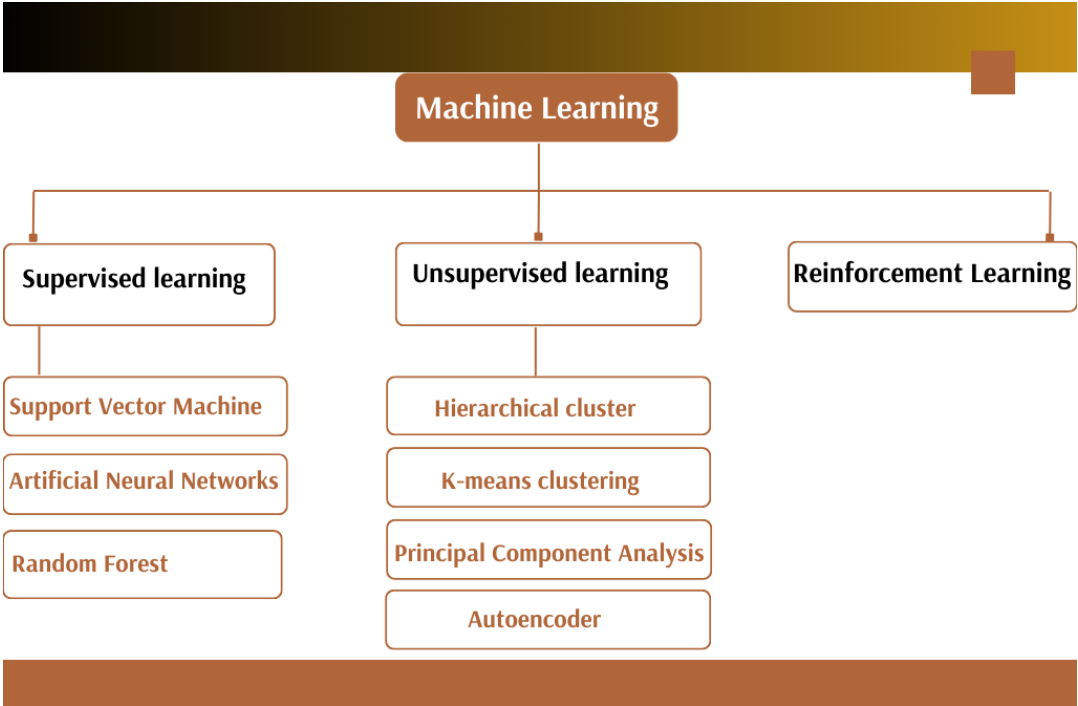 Machine Learning
Supervised learning
Unsupervised learning
Reinforcement Learning
Support Vector Machine
Artificial Neural Networks
Random Forest
Hierarchical cluster
K-means clustering
Principal Component Analysis
Autoencoder